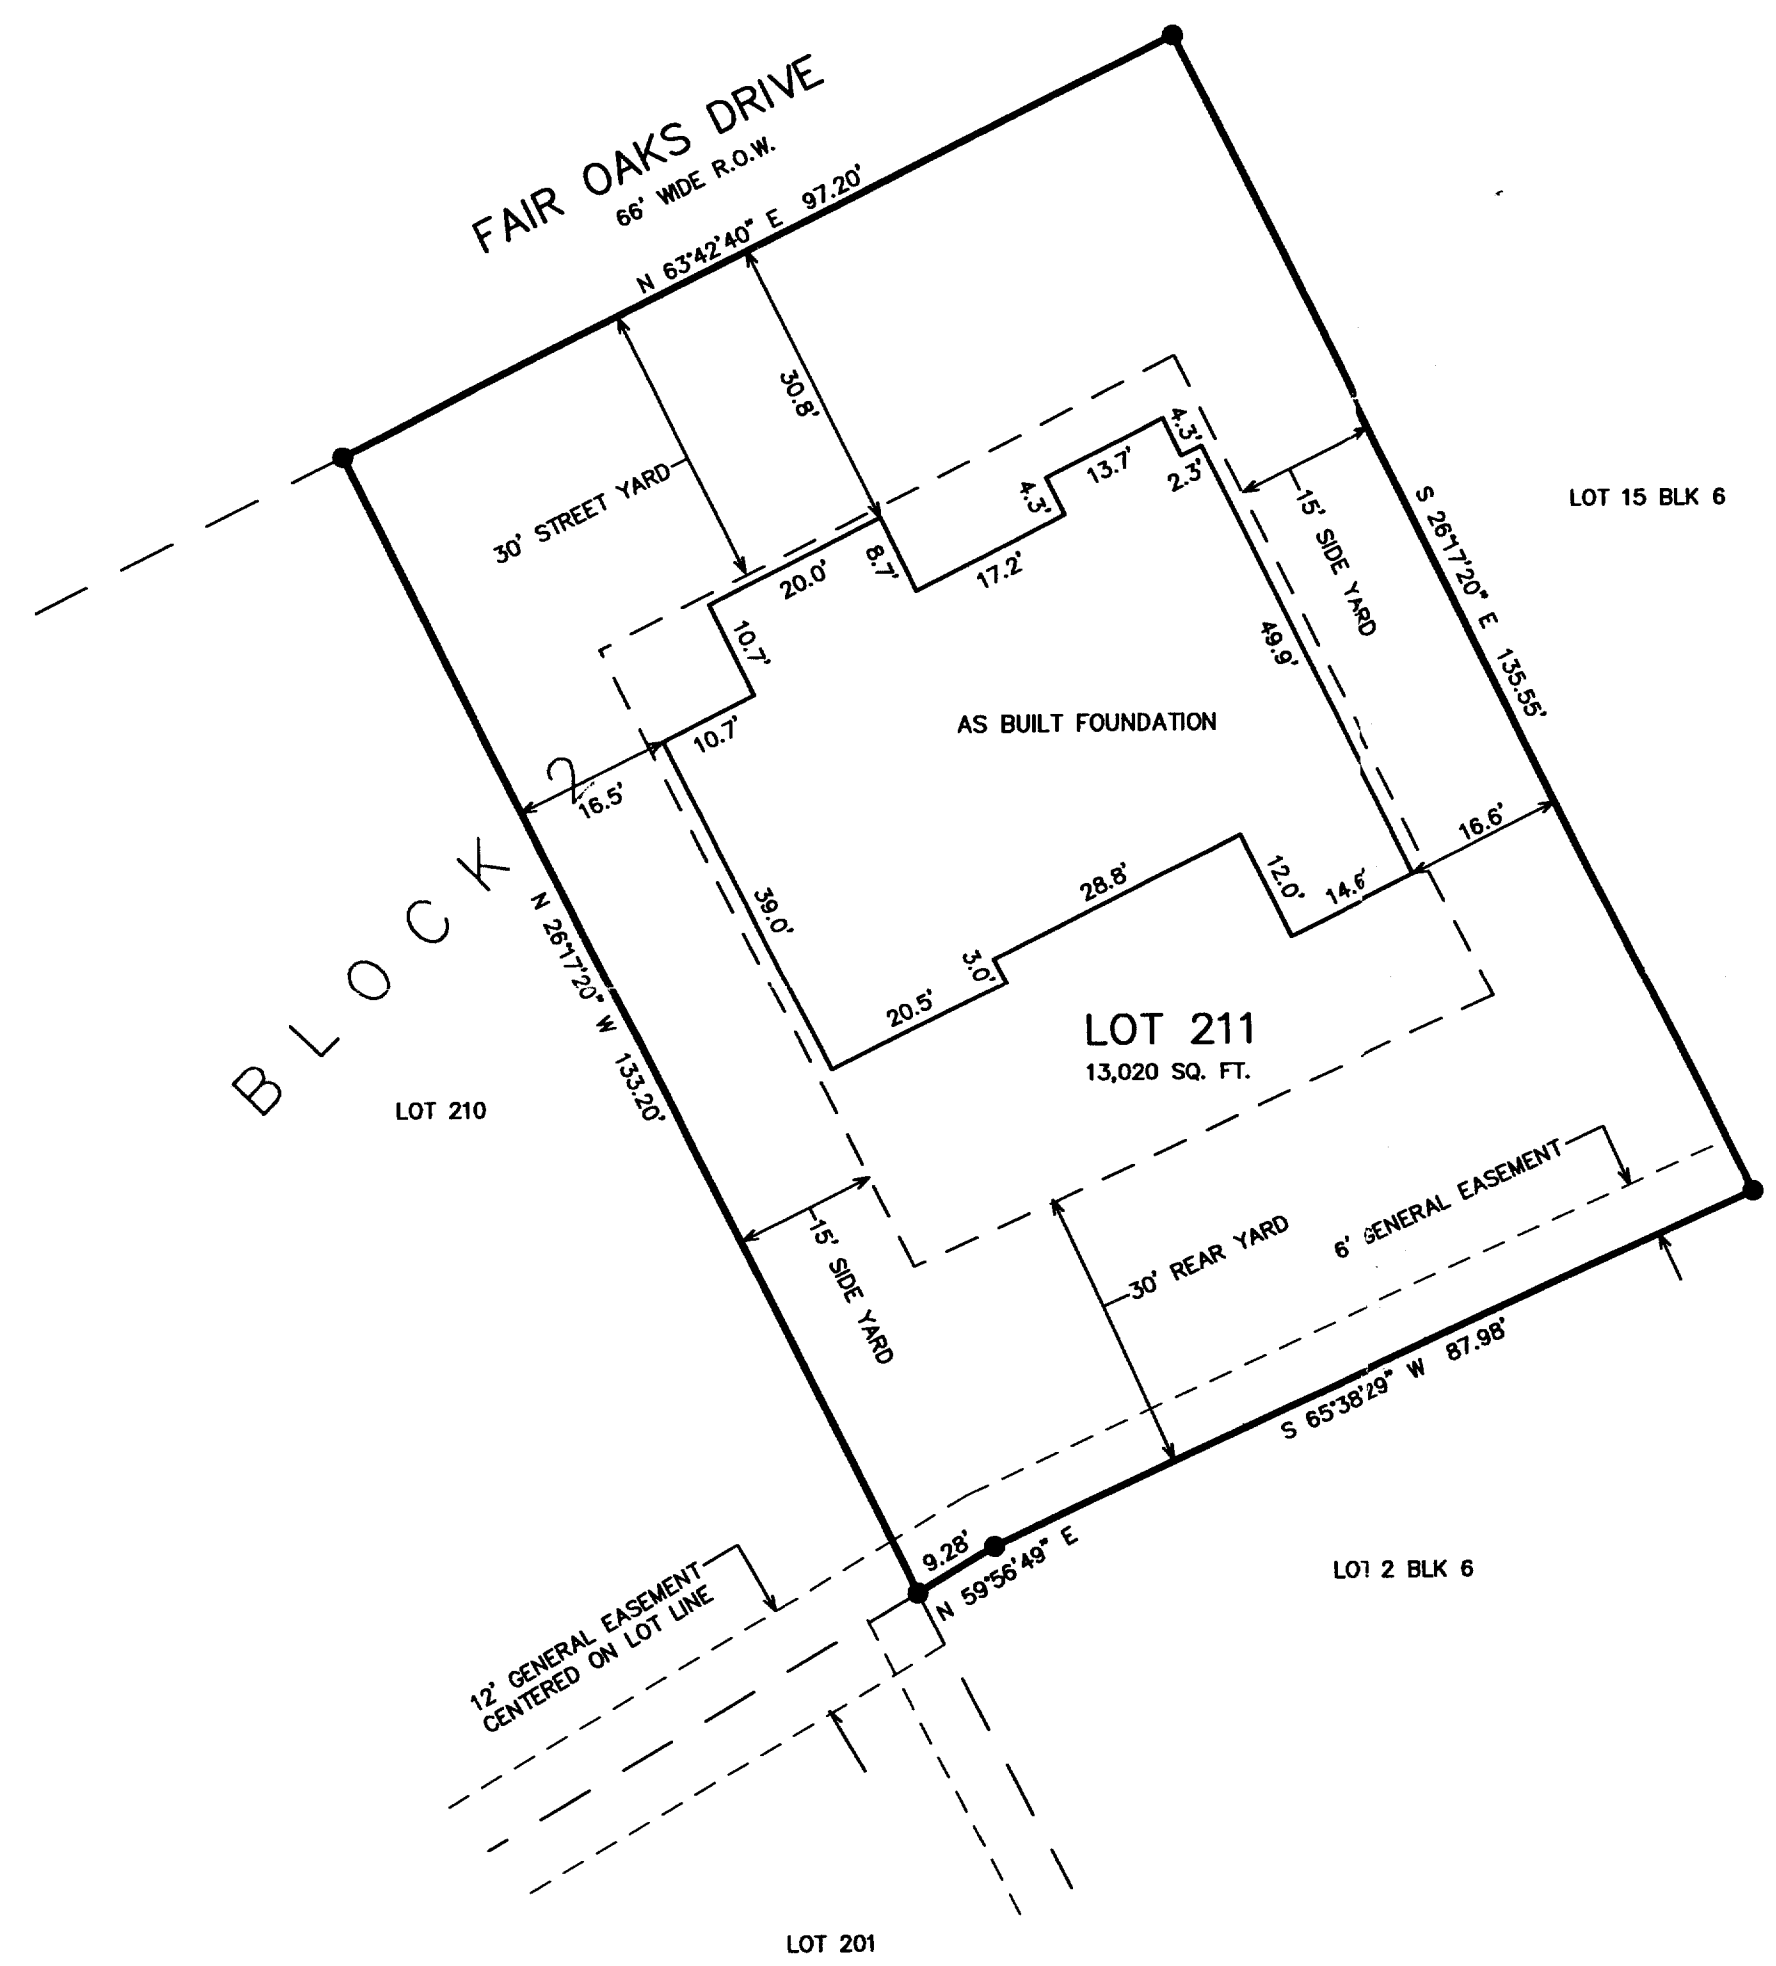 FAIR OAKS DRIVE
66' WIDE R.O.W.
N 63°42'40" E 97.20'
30.8'
30' STREET YARD
4.3'
13.7'
2.3'
4.3'
15' SIDE YARD
S 26°17'20" E 135.55'
LOT 15 BLK 6
20.0'
8.7'
17.2'
10.7'
10.7'
49.9'
AS BUILT FOUNDATION
16.5'
BLOCK 2
16.6'
28.8'
12.0'
14.6'
39.0'
3.0'
20.5'
N 26°17'20" W 133.20'
LOT 211
13,020 SQ. FT.
LOT 210
6' GENERAL EASEMENT
30' REAR YARD
15' SIDE YARD
S 65°38'29" W 87.98'
9.28'
N 59°56'49" E
LOT 2 BLK 6
12' GENERAL EASEMENT
CENTERED ON LOT LINE
LOT 201